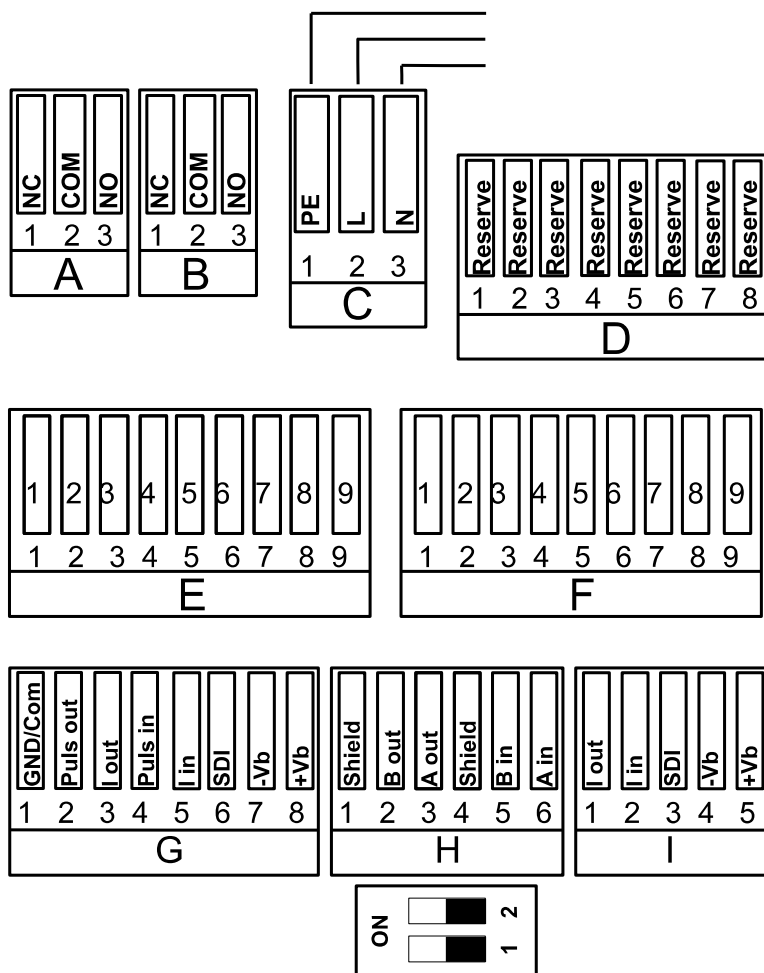 NC COM NO
1 2 3
A
NC COM NO
1 2 3
B
PE L N
1 2 3
C
Reserve Reserve Reserve Reserve Reserve Reserve Reserve Reserve
1 2 3 4 5 6 7 8
D
1 2 3 4 5 6 7 8 9
1 2 3 4 5 6 7 8 9
E
1 2 3 4 5 6 7 8 9
1 2 3 4 5 6 7 8 9
F
GND/Com Puls out I out Puls in I in SDI -Vb +Vb
1 2 3 4 5 6 7 8
G
Shield B out A out Shield B in A in
1 2 3 4 5 6
H
I out I in SDI -Vb +Vb
1 2 3 4 5
I
ON
2
1